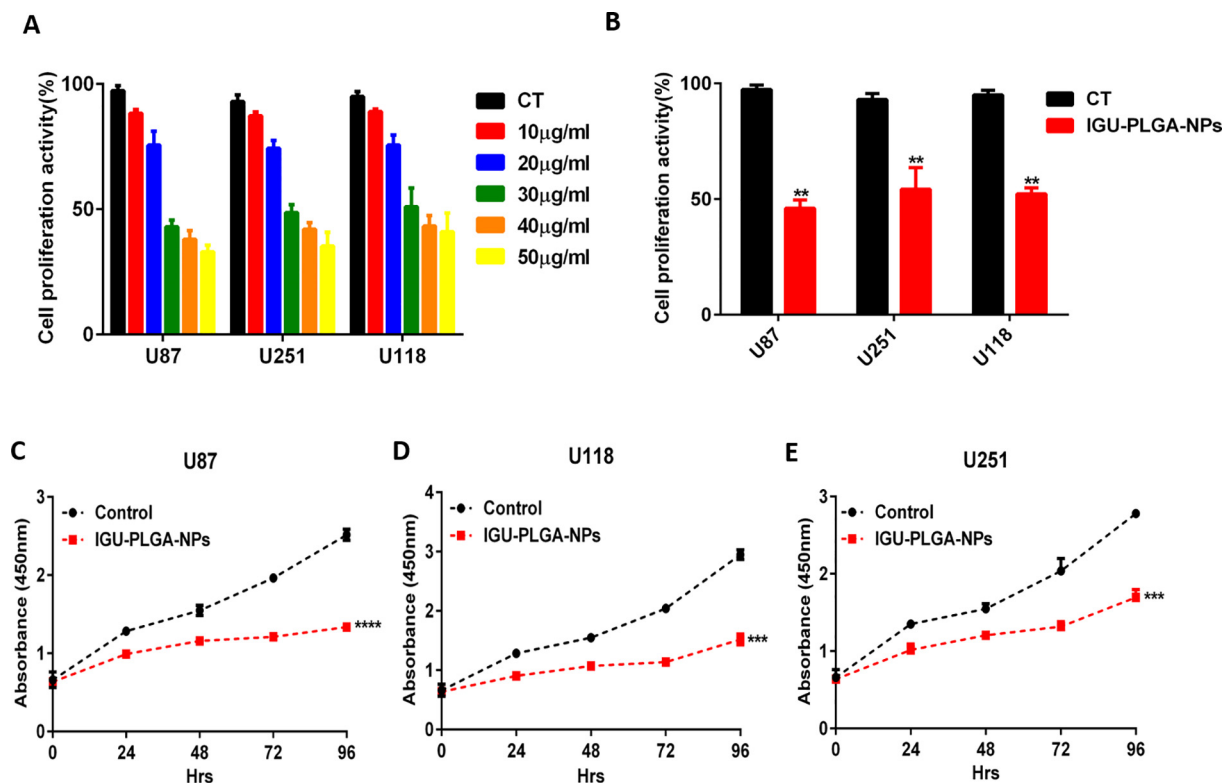 A
Cell proliferation activity(%)
100
50
0
U87
U251
U118
CT
10μg/ml
20μg/ml
30μg/ml
40μg/ml
50μg/ml
B
Cell proliferation activity(%)
100
50
0
**
**
**
U87
U251
U118
CT
IGU-PLGA-NPs
C
U87
Absorbance (450nm)
3
2
1
0
Control
IGU-PLGA-NPs
****
0 24 48 72 96
Hrs
D
U118
Absorbance (450nm)
4
3
2
1
0
Control
IGU-PLGA-NPs
***
0 24 48 72 96
Hrs
E
U251
Absorbance (450nm)
3
2
1
0
Control
IGU-PLGA-NPs
***
0 24 48 72 96
Hrs